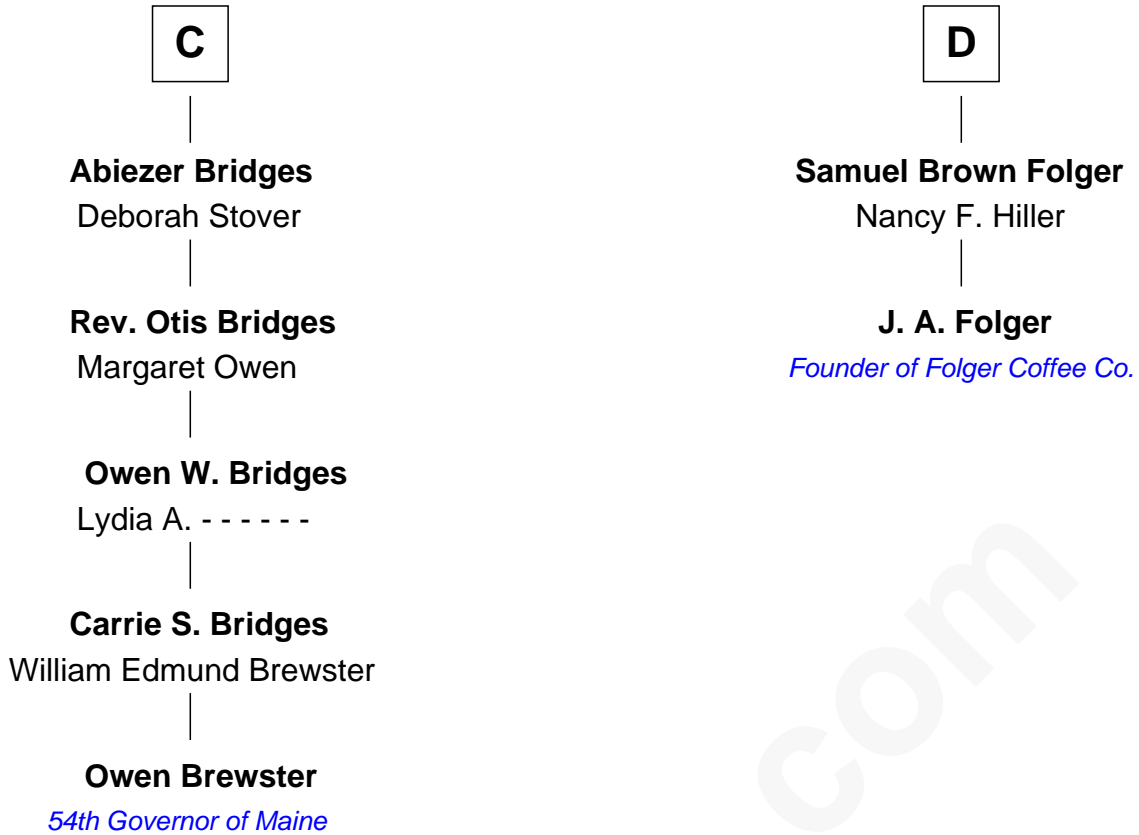 C
Abiezer Bridges
Deborah Stover
Rev. Otis Bridges
Margaret Owen
Owen W. Bridges
Lydia A. - - - - - -
Carrie S. Bridges
William Edmund Brewster
Owen Brewster
54th Governor of Maine
D
Samuel Brown Folger
Nancy F. Hiller
J. A. Folger
Founder of Folger Coffee Co.
com